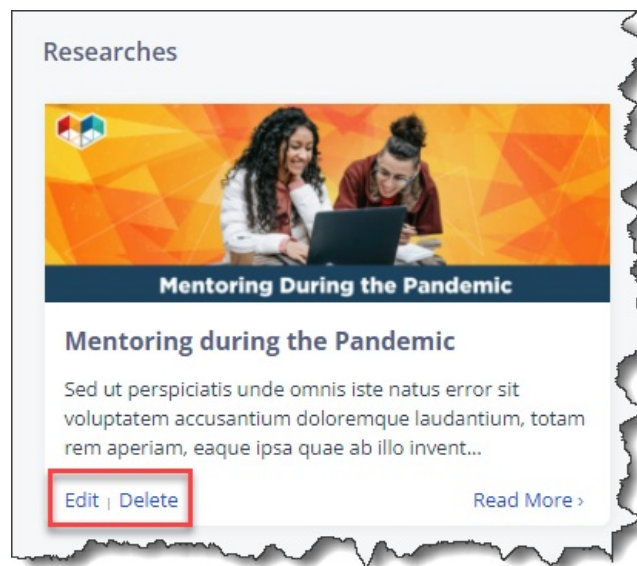 Researches
Mentoring During the Pandemic
Mentoring during the Pandemic
Sed ut perspiciatis unde omnis iste natus error sit
voluptatem accusantium doloremque laudantium, totam
rem aperiam, eaque ipsa quae ab illo invent...
Edit | Delete Read More ›